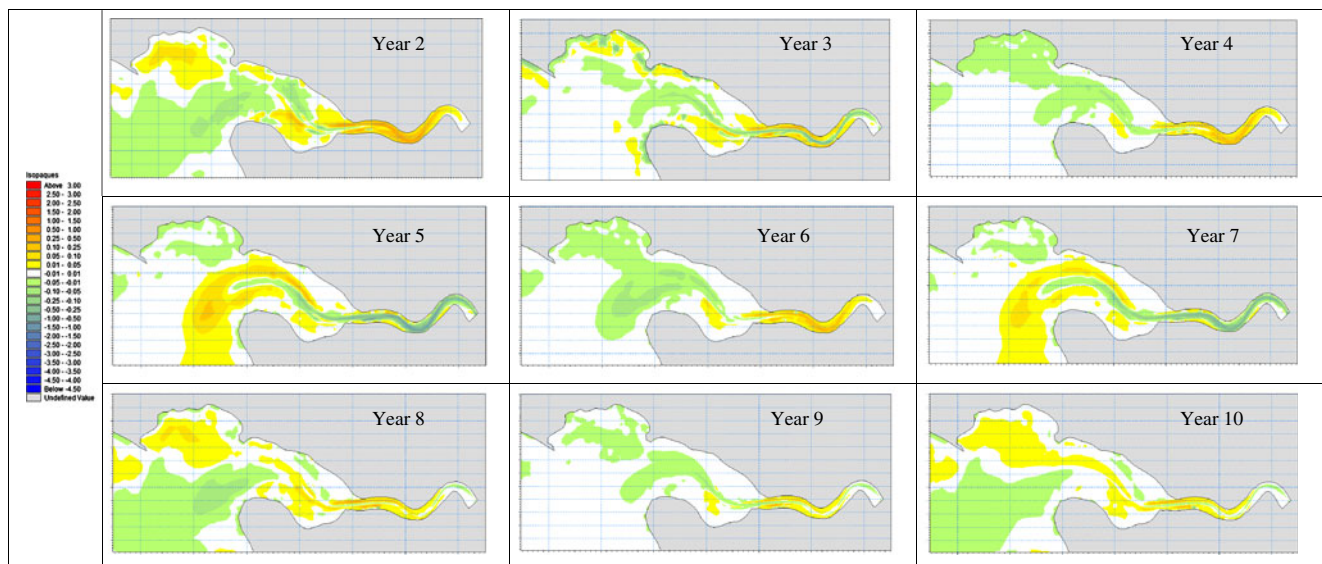 Year 2
Year 3
Year 4
Isopaques
Above 3.00
2.50 - 3.00
2.00 - 2.50
1.50 - 2.00
1.00 - 1.50
0.50 - 1.00
0.25 - 0.50
0.10 - 0.25
0.05 - 0.10
0.01 - 0.05
-0.01 - 0.01
-0.05 - -0.01
-0.10 - -0.05
-0.25 - -0.10
-0.50 - -0.25
-1.00 - -0.50
-1.50 - -1.00
-2.00 - -1.50
-2.50 - -2.00
-3.00 - -2.50
-3.50 - -3.00
-4.00 - -3.50
-4.50 - -4.00
Below -4.50
Undefined Value
Year 5
Year 6
Year 7
Year 8
Year 9
Year 10